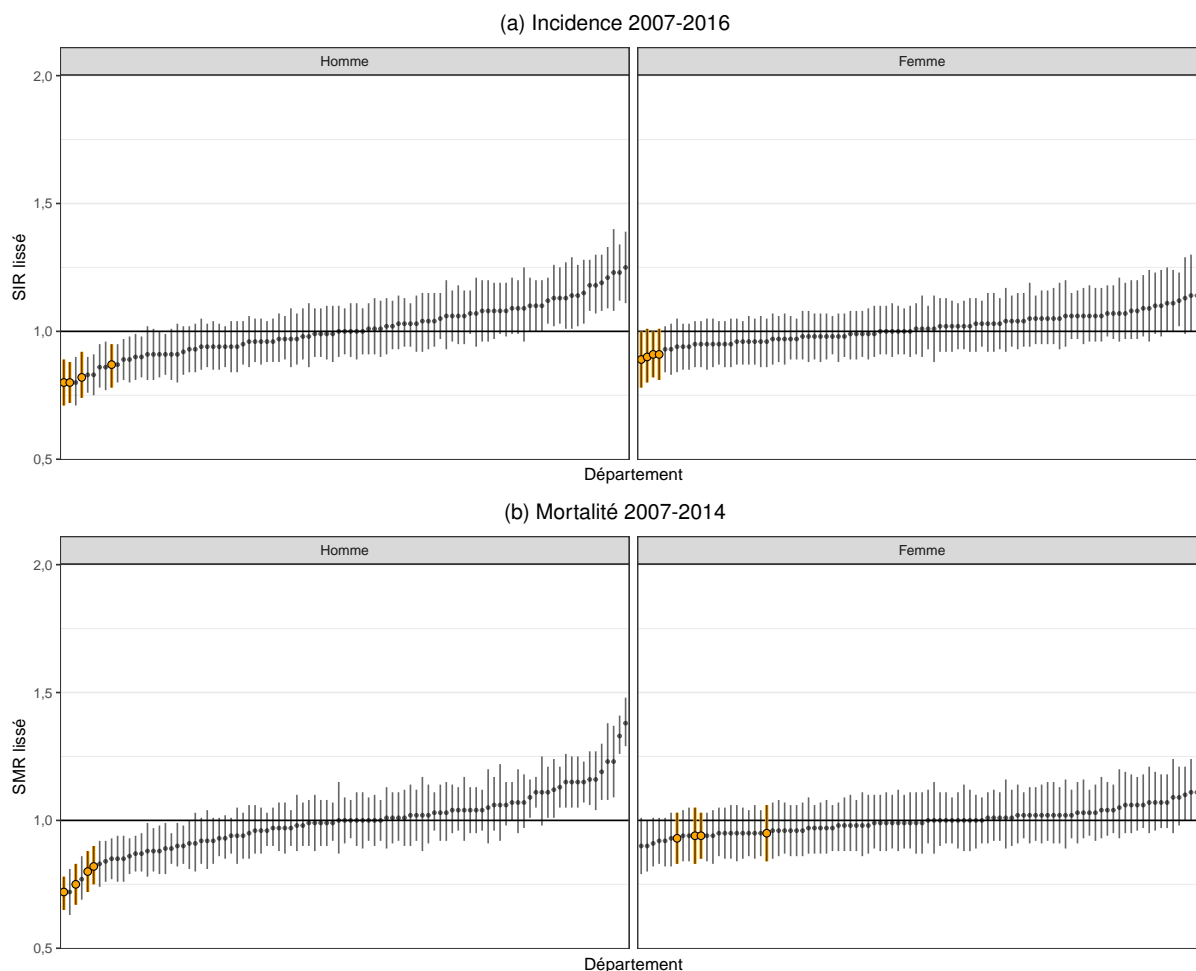 (a) Incidence 2007-2016
Homme
Femme
2,0
1,5
1,0
0,5
SIR lissé
Département
(b) Mortalité 2007-2014
Homme
Femme
2,0
1,5
1,0
0,5
SMR lissé
Département